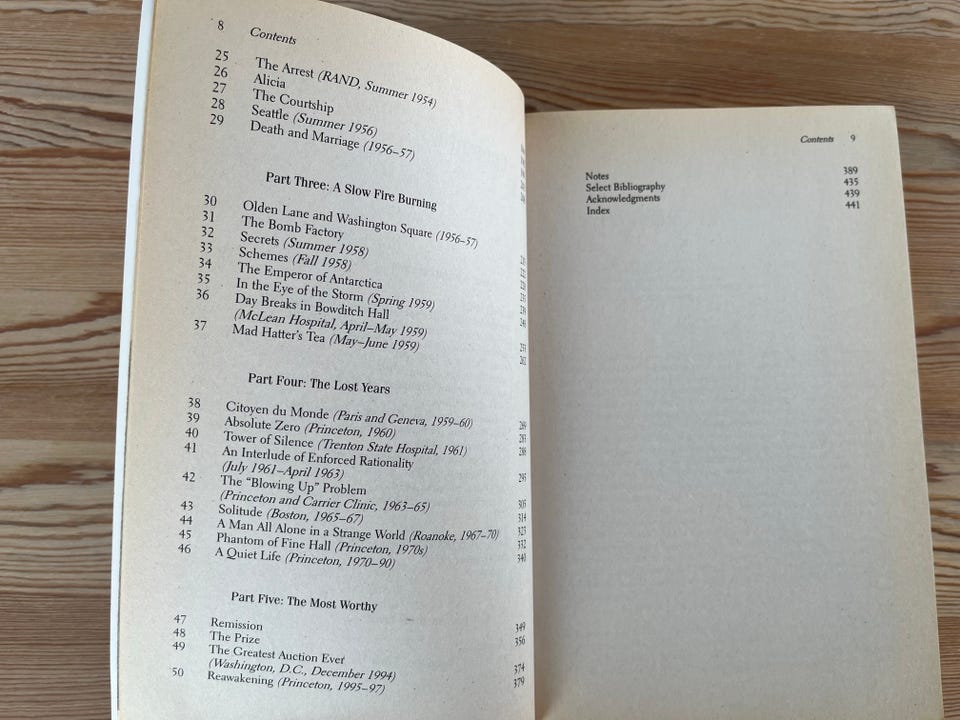 8 Contents
25 The Arrest (RAND, Summer 1954)
26 Alicia
27 The Courtship
28 Seattle (Summer 1956)
29 Death and Marriage (1956–57)
Part Three: A Slow Fire Burning
30 Olden Lane and Washington Square (1956–57)
31 The Bomb Factory
32 Secrets (Summer 1958)
33 Schemes (Fall 1958)
34 The Emperor of Antarctica
35 In the Eye of the Storm (Spring 1959)
36 Day Breaks in Bowditch Hall
(McLean Hospital, April–May 1959)
37 Mad Hatter's Tea (May–June 1959)
Part Four: The Lost Years
38 Citoyen du Monde (Paris and Geneva, 1959–60)
39 Absolute Zero (Princeton, 1960)
40 Tower of Silence (Trenton State Hospital, 1961)
41 An Interlude of Enforced Rationality
(July 1961–April 1963) 295
42 The "Blowing Up" Problem
(Princeton and Carrier Clinic, 1963–65) 305
43 Solitude (Boston, 1965–67) 314
44 A Man All Alone in a Strange World (Roanoke, 1967–70) 323
45 Phantom of Fine Hall (Princeton, 1970s) 332
46 A Quiet Life (Princeton, 1970–90) 340
Part Five: The Most Worthy
47 Remission 349
48 The Prize 356
49 The Greatest Auction Ever
(Washington, D.C., December 1994) 374
50 Reawakening (Princeton, 1995–97) 379
Contents 9
Notes 389
Select Bibliography 435
Acknowledgments 439
Index 441